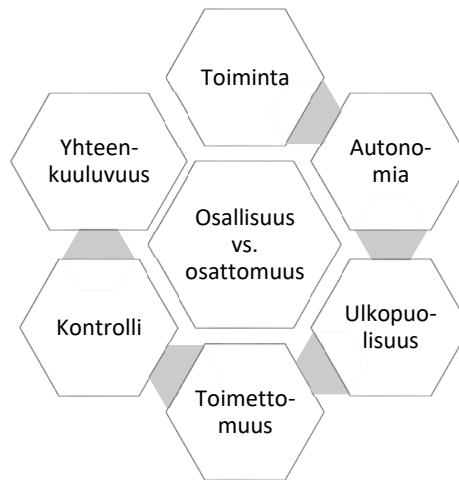 Toiminta
Yhteen-
kuuluvuus
Autono-
mia
Osallisuus
vs.
osattomuus
Kontrolli
Ulkopuo-
lisuus
Toimetto-
muus